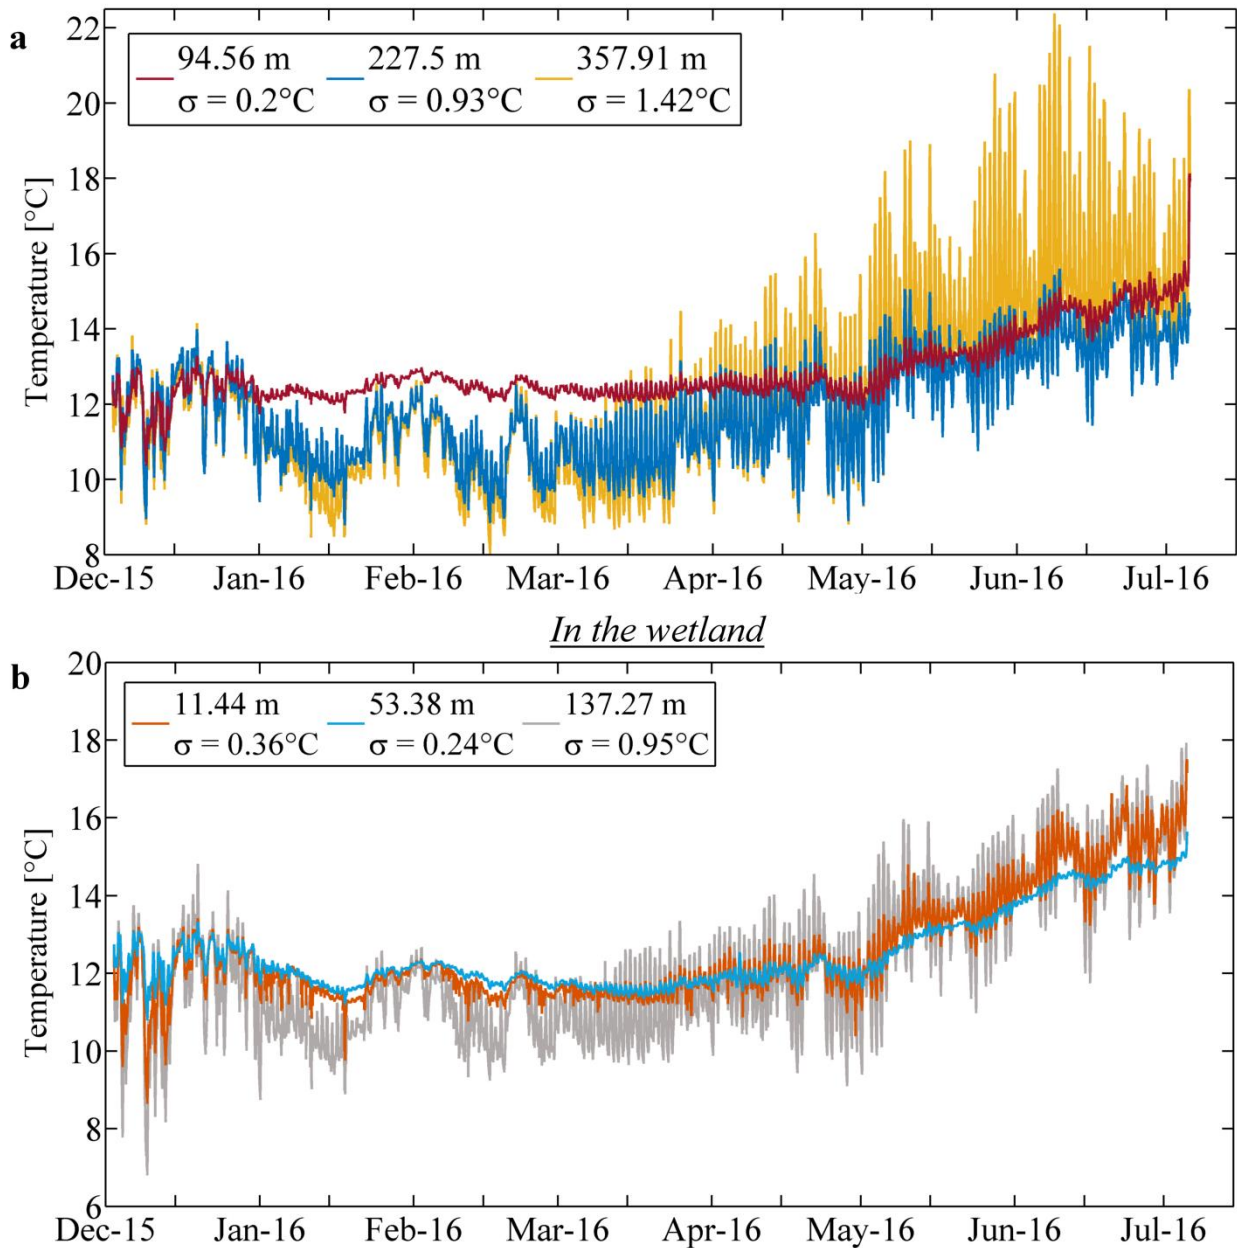 a
94.56 m 227.5 m 357.91 m
σ = 0.2°C σ = 0.93°C σ = 1.42°C
Temperature [°C]
22
20
18
16
14
12
10
8
Dec-15 Jan-16 Feb-16 Mar-16 Apr-16 May-16 Jun-16 Jul-16
In the wetland
b
11.44 m 53.38 m 137.27 m
σ = 0.36°C σ = 0.24°C σ = 0.95°C
Temperature [°C]
20
18
16
14
12
10
8
6
Dec-15 Jan-16 Feb-16 Mar-16 Apr-16 May-16 Jun-16 Jul-16